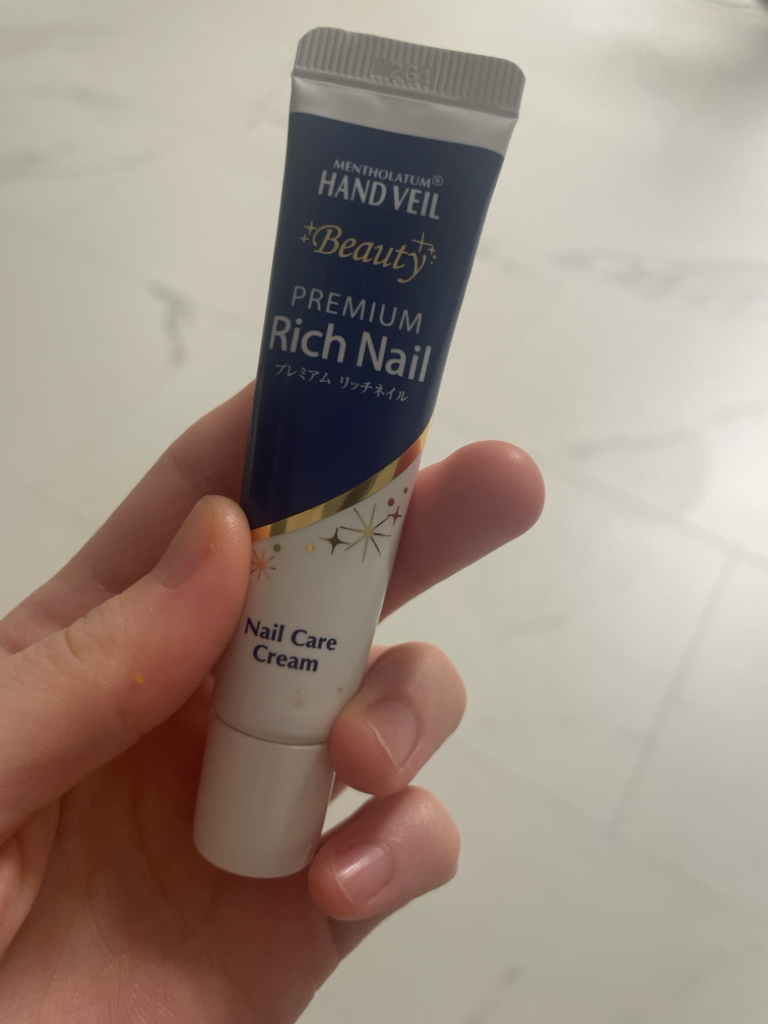 2G1
MENTHOLATUM®
HAND VEIL
Beauty
PREMIUM
Rich Nail
プレミアム リッチネイル
Nail Care
Cream